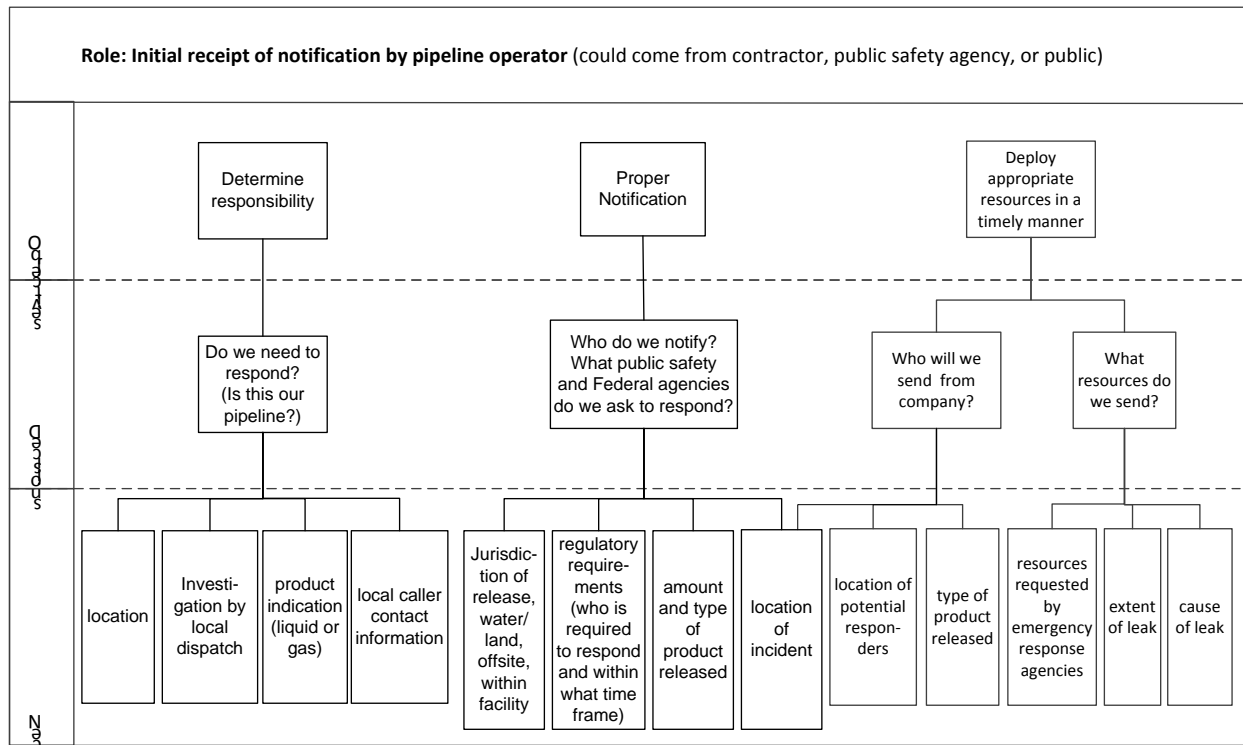 Role: Initial receipt of notification by pipeline operator (could come from contractor, public safety agency, or public)
Determine
responsibility
Proper
Notification
Deploy
appropriate
resources in a
timely manner
Do we need to
respond?
(Is this our
pipeline?)
Who do we notify?
What public safety
and Federal agencies
do we ask to respond?
Who will we
send from
company?
What
resources do
we send?
location
Investi-
gation by
local
dispatch
product
indication
(liquid or
gas)
local caller
contact
information
Jurisdic-
tion of
release,
water/
land,
offsite,
within
facility
regulatory
require-
ments
(who is
required
to respond
and within
what time
frame)
amount
and type
of
product
released
location
of
incident
location of
potential
respon-
ders
type of
product
released
resources
requested
by
emergency
response
agencies
extent
of leak
cause
of leak